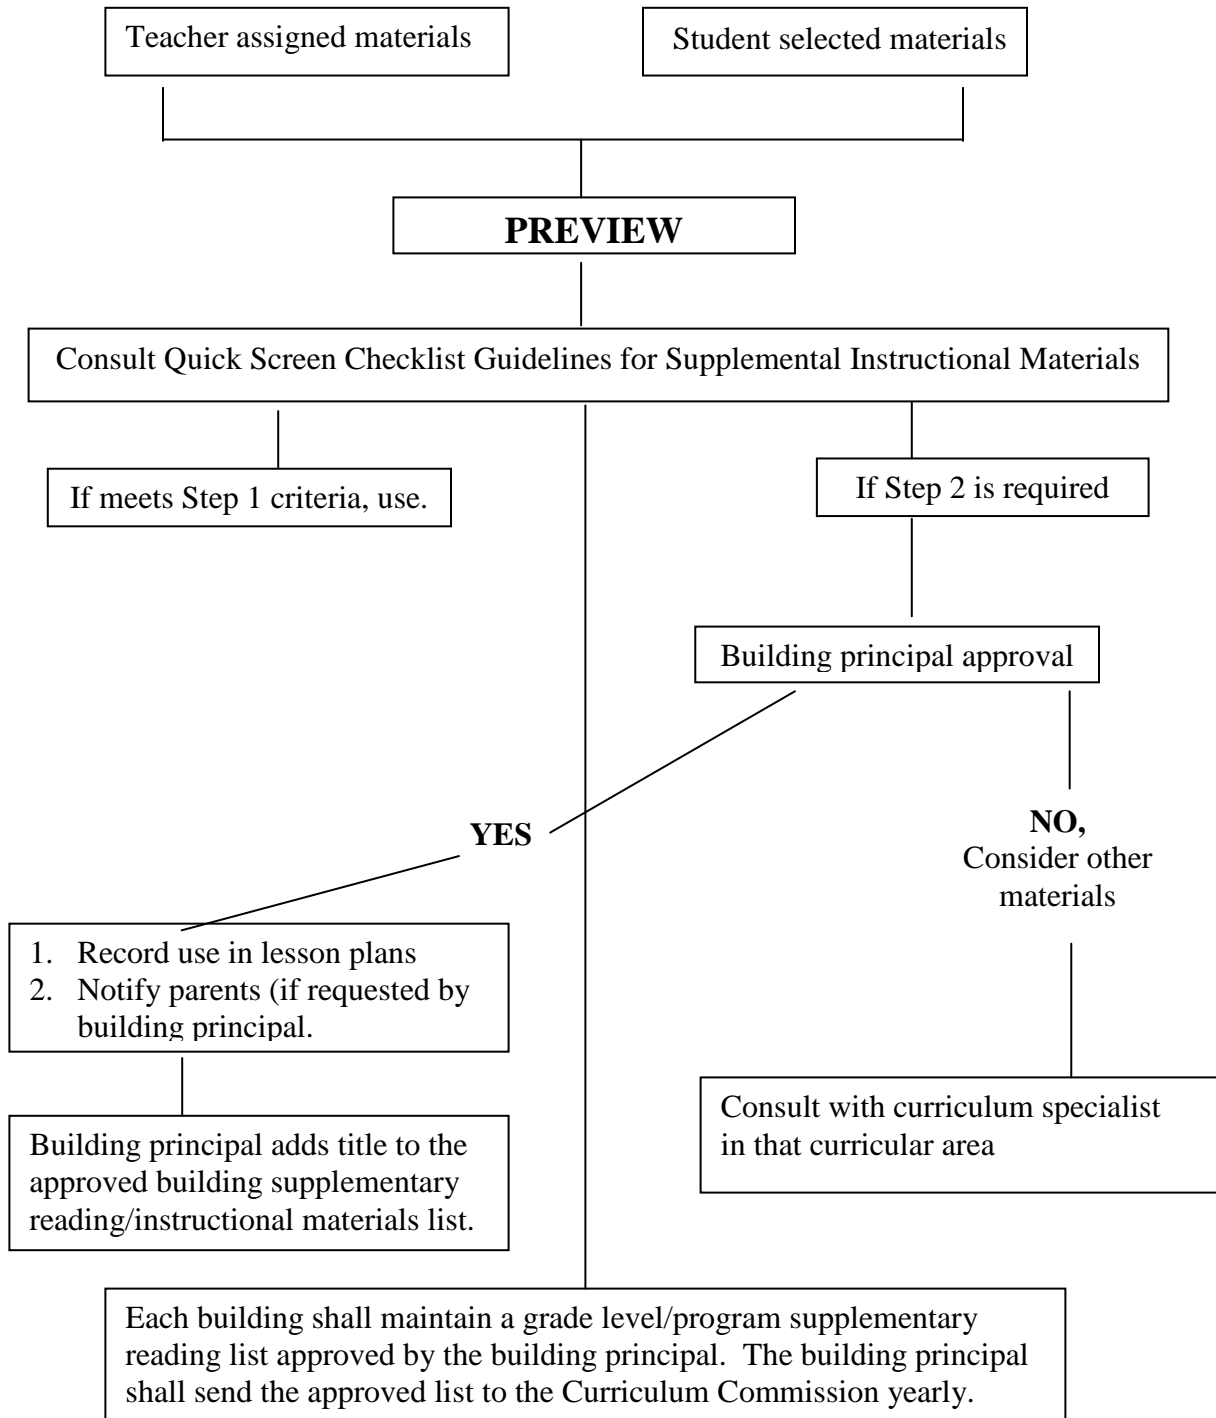 Teacher assigned materials
Student selected materials
PREVIEW
Consult Quick Screen Checklist Guidelines for Supplemental Instructional Materials
If meets Step 1 criteria, use.
If Step 2 is required
Building principal approval
YES
NO,
Consider other
materials
1. Record use in lesson plans
2. Notify parents (if requested by
building principal.
Building principal adds title to the
approved building supplementary
reading/instructional materials list.
Consult with curriculum specialist
in that curricular area
Each building shall maintain a grade level/program supplementary
reading list approved by the building principal.  The building principal
shall send the approved list to the Curriculum Commission yearly.